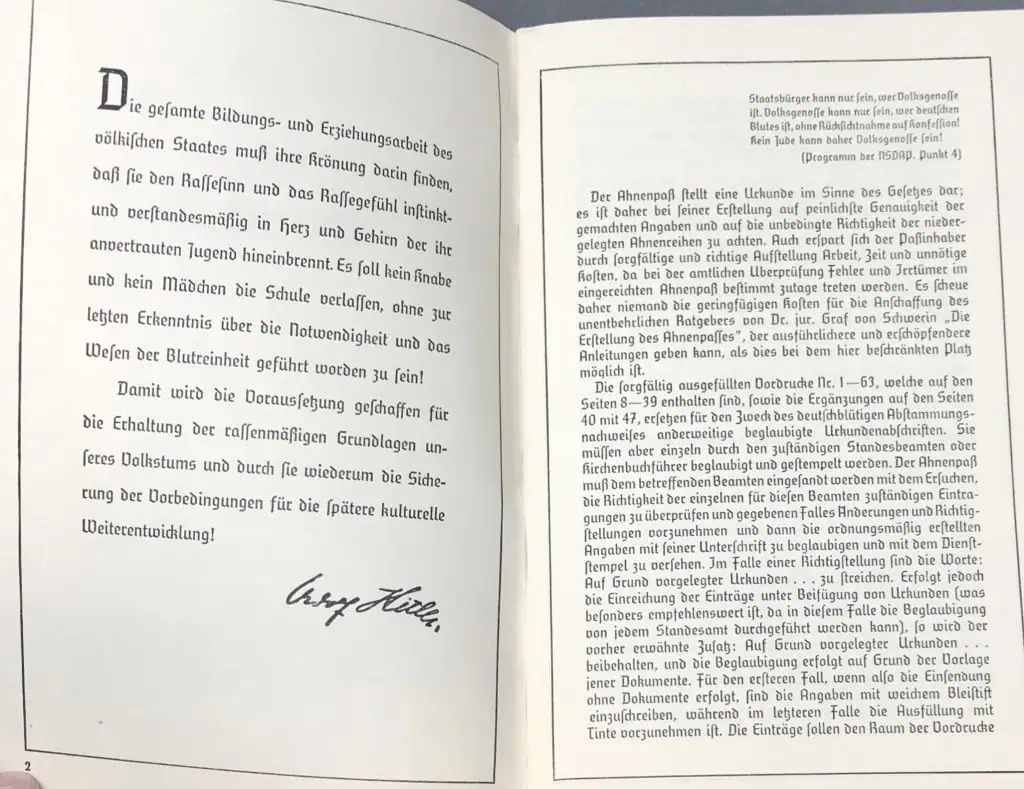 Die gesamte Bildungs- und Erziehungsarbeit des
völkischen Staates muß ihre Krönung darin finden,
daß sie den Rassesinn und das Rassegefühl instinkt-
und verstandesmäßig in Herz und Gehirn der ihr
anvertrauten Jugend hineinbrennt. Es soll kein Knabe
und kein Mädchen die Schule verlassen, ohne zur
letzten Erkenntnis über die Notwendigkeit und das
Wesen der Blutreinheit geführt worden zu sein!
Damit wird die Voraussetzung geschaffen für
die Erhaltung der rassenmäßigen Grundlagen un-
seres Volkstums und durch sie wiederum die Siche-
rung der Vorbedingungen für die spätere kulturelle
Weiterentwicklung!
Adolf Hitler.
2
Staatsbürger kann nur sein, wer Volksgenosse
ist. Volksgenosse kann nur sein, wer deutschen
Blutes ist, ohne Rücksichtnahme auf Konfession!
Kein Jude kann daher Volksgenosse sein!
(Programm der NSDAP. Punkt 4)
Der Ahnenpaß stellt eine Urkunde im Sinne des Gesetzes dar;
es ist daher bei seiner Erstellung auf peinlichste Genauigkeit der
gemachten Angaben und auf die unbedingte Richtigkeit der nieder-
gelegten Ahnenreihen zu achten. Auch erspart sich der Paßinhaber
durch sorgfältige und richtige Aufstellung Arbeit, Zeit und unnötige
Kosten, da bei der amtlichen Überprüfung Fehler und Irrtümer im
eingereichten Ahnenpaß bestimmt zutage treten werden. Es scheue
daher niemand die geringfügigen Kosten für die Anschaffung des
unentbehrlichen Ratgebers von Dr. jur. Graf von Schwerin „Die
Erstellung des Ahnenpasses", der ausführlichere und erschöpfendere
Anleitungen geben kann, als dies bei dem hier beschränkten Platz
möglich ist.
Die sorgfältig ausgefüllten Vordrucke Nr. 1—63, welche auf den
Seiten 8—39 enthalten sind, sowie die Ergänzungen auf den Seiten
40 mit 47, ersetzen für den Zweck des deutschblütigen Abstammungs-
nachweises anderweitige beglaubigte Urkundenabschriften. Sie
müssen aber einzeln durch den zuständigen Standesbeamten oder
Kirchenbuchführer beglaubigt und gestempelt werden. Der Ahnenpaß
muß dem betreffenden Beamten eingesandt werden mit dem Ersuchen,
die Richtigkeit der einzelnen für diesen Beamten zuständigen Eintra-
gungen zu überprüfen und gegebenen Falles Änderungen und Richtig-
stellungen vorzunehmen und dann die ordnungsmäßig erstellten
Angaben mit seiner Unterschrift zu beglaubigen und mit dem Dienst-
stempel zu versehen. Im Falle einer Richtigstellung sind die Worte:
Auf Grund vorgelegter Urkunden . . . zu streichen. Erfolgt jedoch
die Einreichung der Einträge unter Beifügung von Urkunden (was
besonders empfehlenswert ist, da in diesem Falle die Beglaubigung
von jedem Standesamt durchgeführt werden kann), so wird der
vorher erwähnte Zusatz: Auf Grund vorgelegter Urkunden . . .
beibehalten, und die Beglaubigung erfolgt auf Grund der Vorlage
jener Dokumente. Für den ersteren Fall, wenn also die Einsendung
ohne Dokumente erfolgt, sind die Angaben mit weichem Bleistift
einzuschreiben, während im letzteren Falle die Ausfüllung mit
Tinte vorzunehmen ist. Die Einträge sollen den Raum der Vordrucke